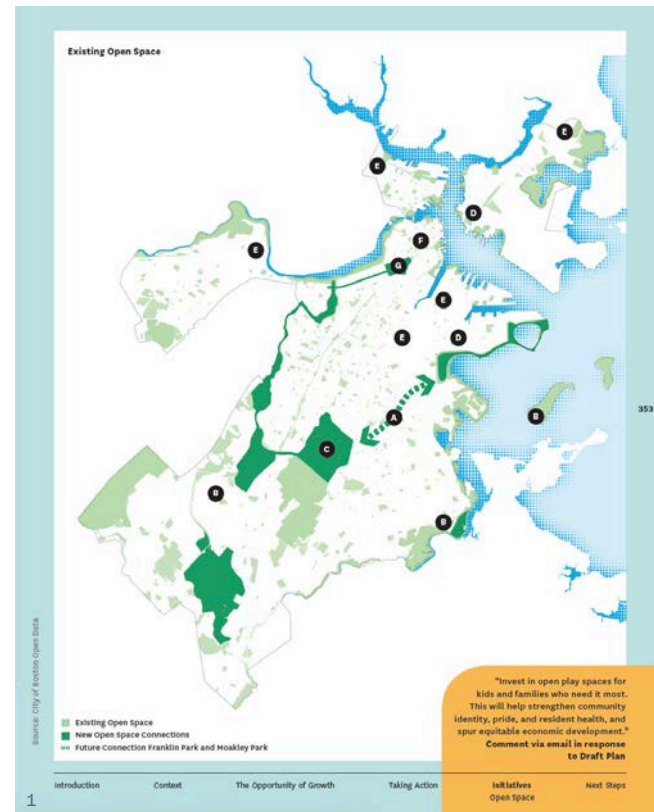 Existing Open Space
E
E
D
E
F
G
E
E
D
A
B
C
B
B
353
Source: City of Boston Open Data
"Invest in open play spaces for
kids and families who need it most.
This will help strengthen community
identity, pride, and resident health, and
spur equitable economic development."
Comment via email in response
to Draft Plan
Existing Open Space
New Open Space Connections
Future Connection Franklin Park and Moakley Park
Introduction Context The Opportunity of Growth Taking Action Initiatives Next Steps
Open Space
1